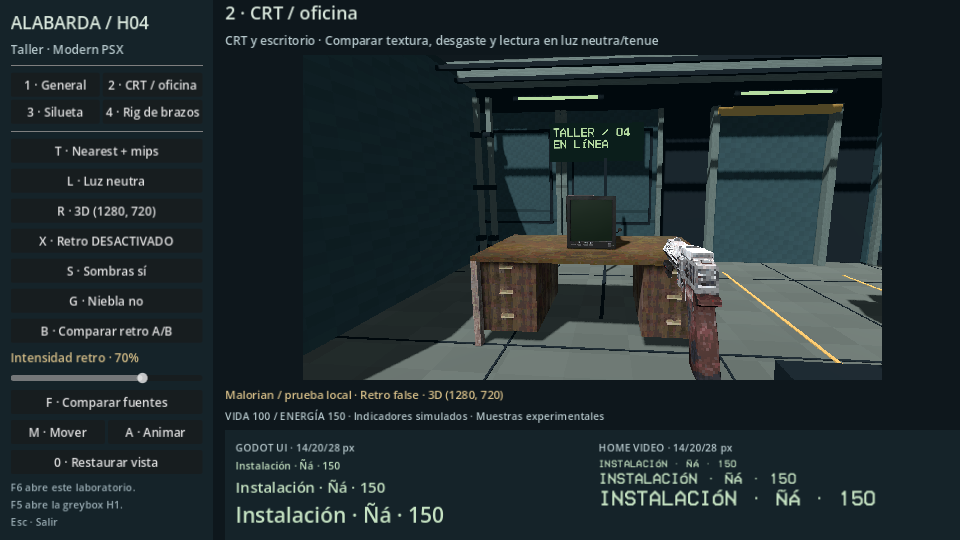 ALABARDA / H04
Taller · Modern PSX
1 · General
2 · CRT / oficina
3 · Silueta
4 · Rig de brazos
T · Nearest + mips
L · Luz neutra
R · 3D (1280, 720)
X · Retro DESACTIVADO
S · Sombras sí
G · Niebla no
B · Comparar retro A/B
Intensidad retro · 70%
F · Comparar fuentes
M · Mover
A · Animar
0 · Restaurar vista
F6 abre este laboratorio.
F5 abre la greybox H1.
Esc · Salir
2 · CRT / oficina
CRT y escritorio · Comparar textura, desgaste y lectura en luz neutra/tenue
TALLER / 04
EN LíNEA
Malorian / prueba local · Retro false · 3D (1280, 720)
VIDA 100 / ENERGÍA 150 · Indicadores simulados · Muestras experimentales
GODOT UI · 14/20/28 px
Instalación · Ñá · 150
Instalación · Ñá · 150
Instalación · Ñá · 150
HOME VIDEO · 14/20/28 px
INSTALACIóN · Ñá · 150
INSTALACIóN · Ñá · 150
INSTALACIóN · Ñá · 150